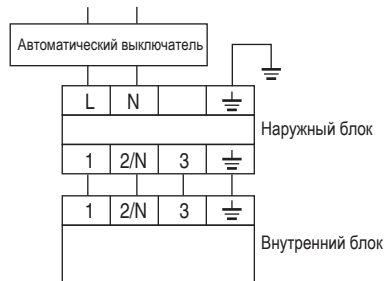 Автоматический выключатель
L N
Наружный блок
1 2/N 3
1 2/N 3
Внутренний блок